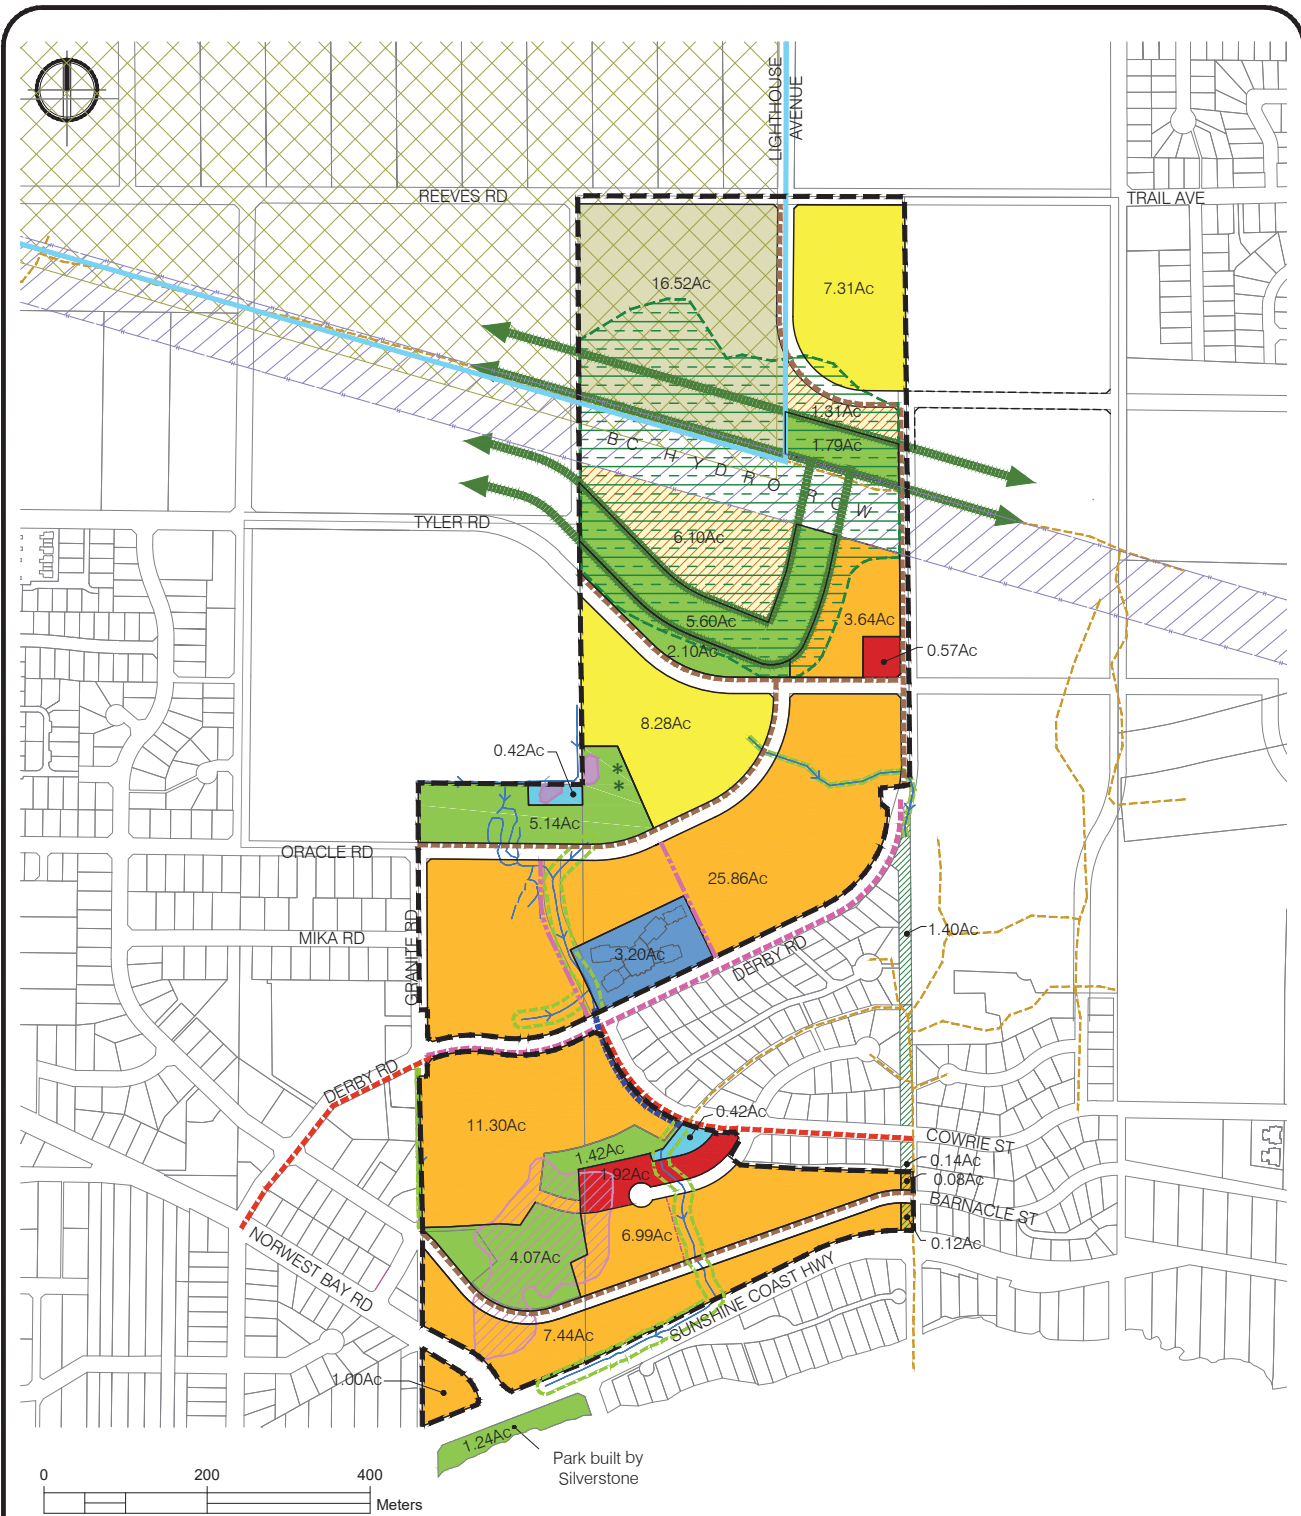 LIGHTHOUSE
AVENUE
REEVES RD
TRAIL AVE
16.52Ac
7.31Ac
1.31Ac
1.79Ac
BC HYDRO ROW
TYLER RD
6.10Ac
5.60Ac
3.64Ac
2.10Ac
0.57Ac
8.28Ac
0.42Ac
**
5.14Ac
ORACLE RD
25.86Ac
MIKA RD
GRANITE RD
3.20Ac
DERBY RD
1.40Ac
DERBY RD
11.30Ac
0.42Ac
COWRIE ST
1.42Ac
0.14Ac
1.92Ac
0.08Ac
BARNACLE ST
6.99Ac
0.12Ac
4.07Ac
NORWEST BAY RD
SUNSHINE COAST HWY
7.44Ac
1.00Ac
1.24Ac
Park built by
Silverstone
0 200 400
Meters